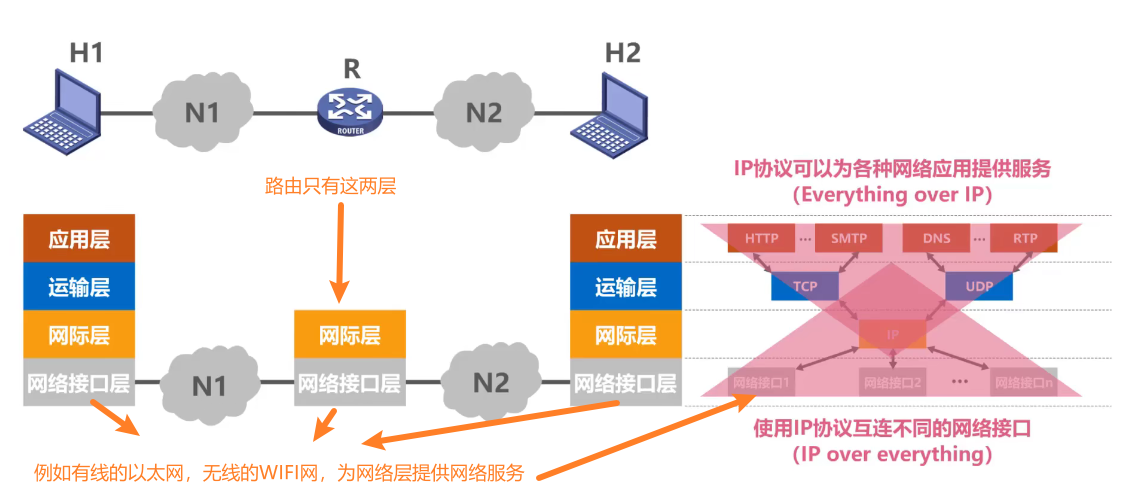 H1
H2
R
N1
N2
ROUTER
IP协议可以为各种网络应用提供服务
（Everything over IP）
路由只有这两层
应用层
运输层
网际层
网络接口层
N1
网际层
网络接口层
N2
应用层
运输层
网际层
网络接口层
HTTP ... SMTP DNS ... RTP
TCP UDP
IP
网络接口1 网络接口2 ... 网络接口n
使用IP协议互连不同的网络接口
（IP over everything）
例如有线的以太网，无线的WIFI网，为网络层提供网络服务